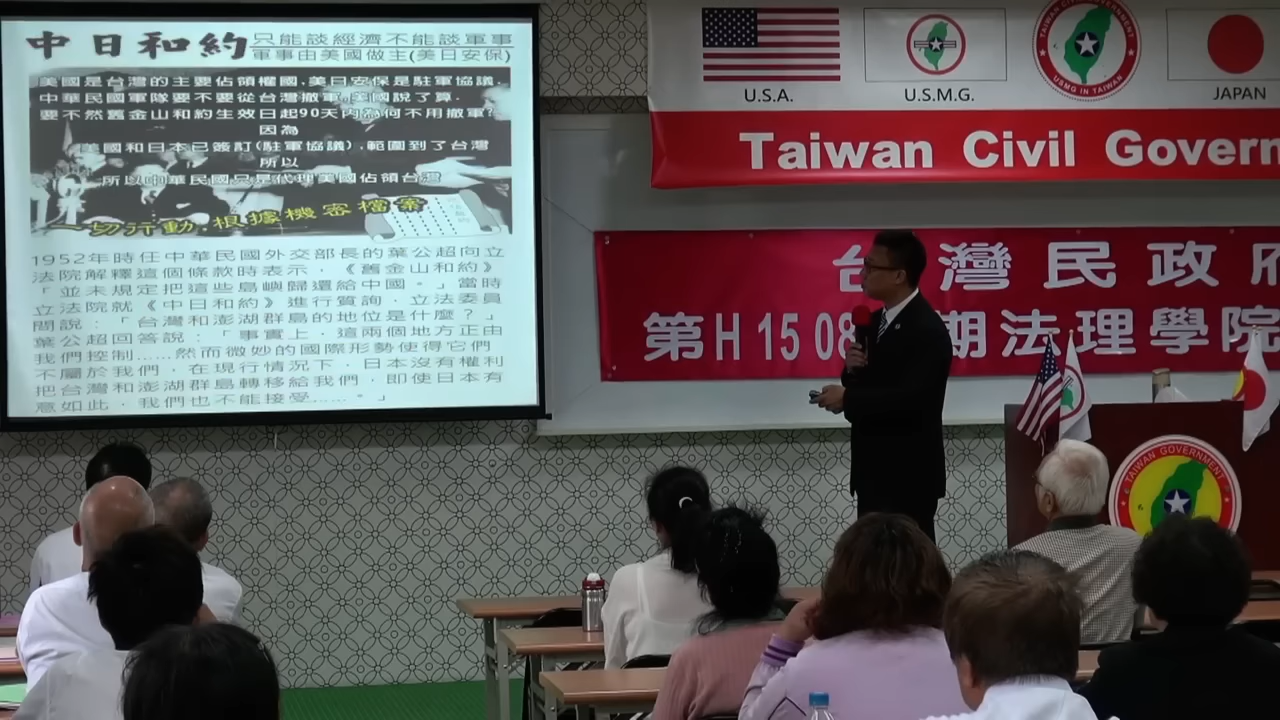 中日和約
只能談經濟不能談軍事
軍事由美國做主(美日安保)
美國是台灣的主要佔領權國,美日安保是駐軍協議.
中華民國軍隊要不要從台灣撤軍,美國說了算.
要不然舊金山和約生效日起90天內為何不用撤軍?
因為
美國和日本已簽訂(駐軍協議),範圍到了台灣
所以
所以中華民國只是代理美國佔領台灣
一切行動.根據機密檔案
1952年時任中華民國外交部長的葉公超向立
法院解釋這個條款時表示,《舊金山和約》
「並未規定把這些島嶼歸還給中國。」當時
立法院就《中日和約》進行質詢,立法委員
問說:「台灣和澎湖群島的地位是什麼?」
葉公超回答說:「事實上,這兩個地方正由
我們控制……然而微妙的國際形勢使得它們
不屬於我們,在現行情況下,日本沒有權利
把台灣和澎湖群島轉移給我們,即使日本有
意如此,我們也不能接受……。」
U.S.A.
U.S.M.G.
TAIWAN CIVIL GOVERNMENT
USMG IN TAIWAN
JAPAN
Taiwan Civil Govern
台灣民政府
第H 15 08 期法理學院
TAIWAN GOVERNMENT